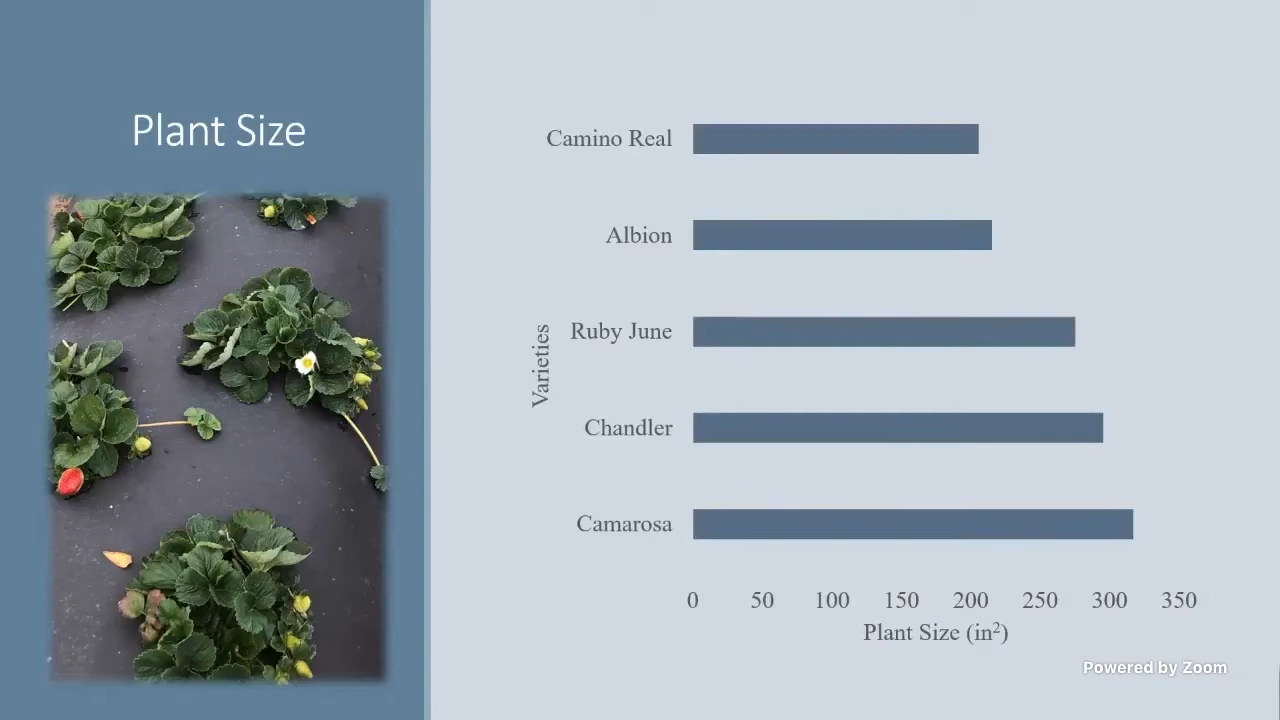 Plant Size
Varieties
Camino Real
Albion
Ruby June
Chandler
Camarosa
0 50 100 150 200 250 300 350
Plant Size (in²)
Powered by Zoom